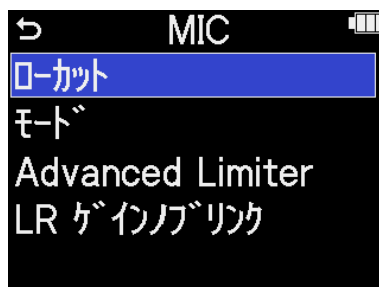 MIC
ﾛｰｶｯﾄ
ﾓｰﾄﾞ
Advanced Limiter
LR ｹﾞｲﾝﾉﾌﾞﾘﾝｸ